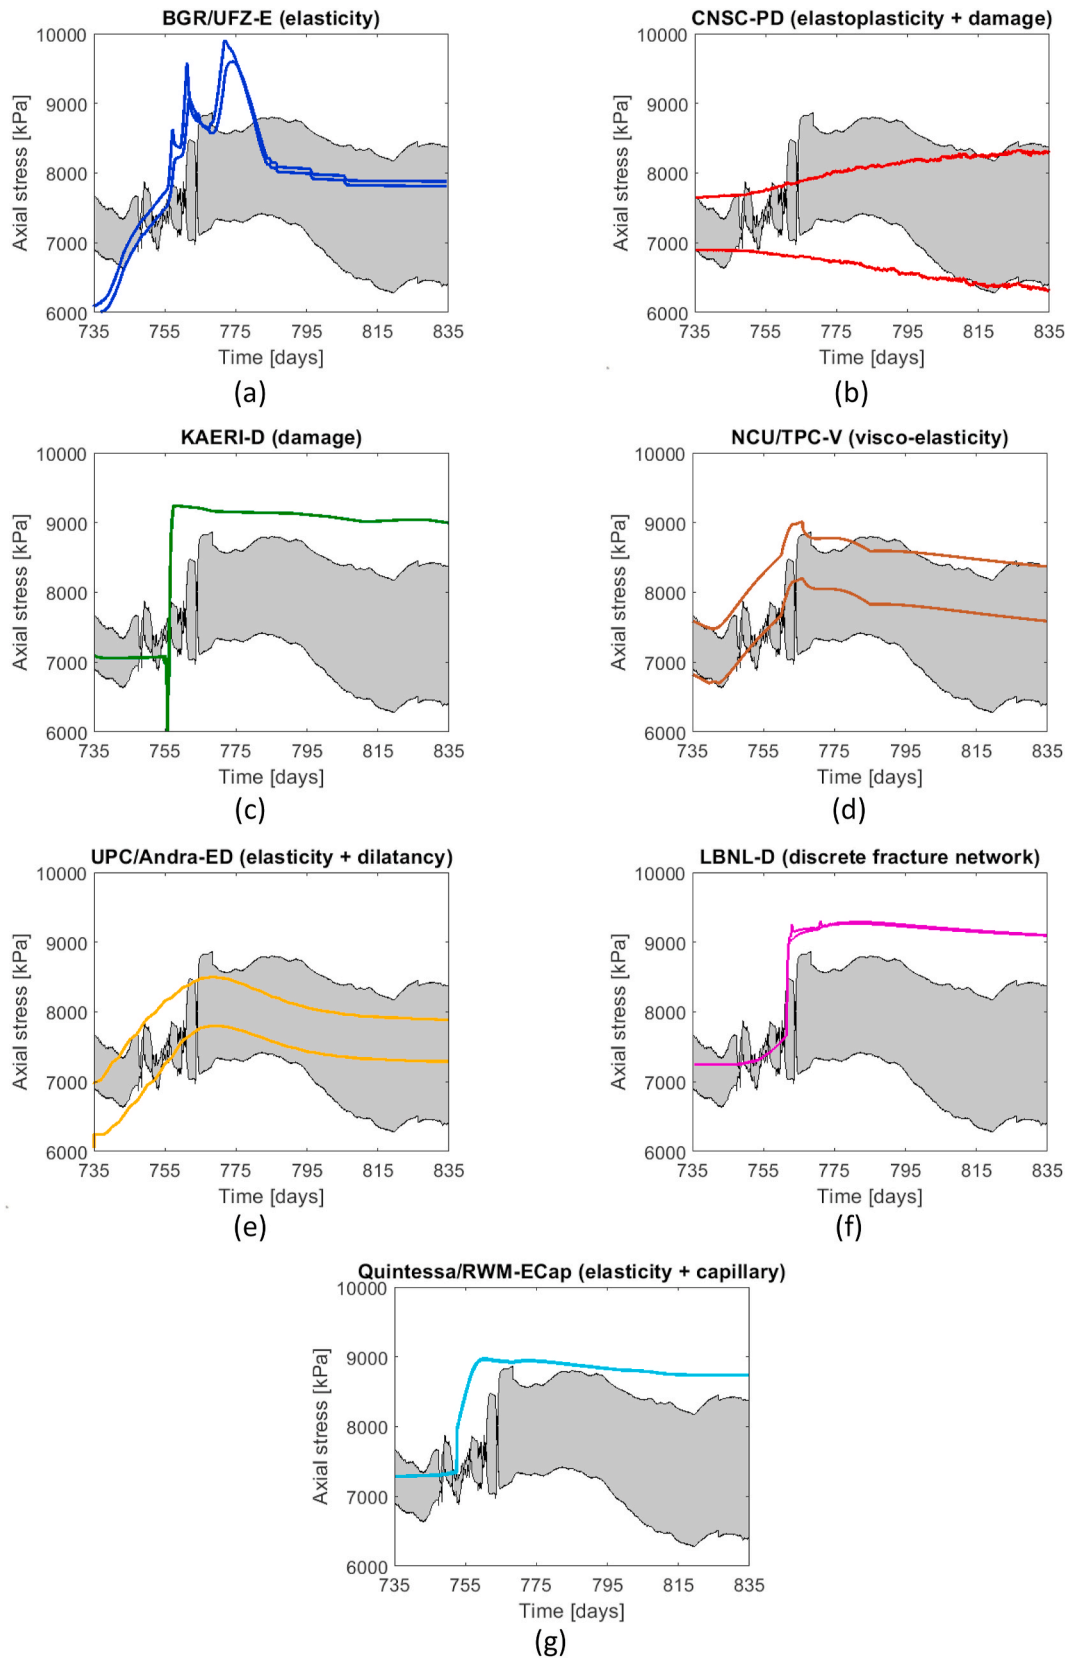 BGR/UFZ-E (elasticity)
10000
9000
8000
7000
6000
Axial stress [kPa]
735 755 775 795 815 835
Time [days]
(a)
CNSC-PD (elastoplasticity + damage)
10000
9000
8000
7000
6000
Axial stress [kPa]
735 755 775 795 815 835
Time [days]
(b)
KAERI-D (damage)
10000
9000
8000
7000
6000
Axial stress [kPa]
735 755 775 795 815 835
Time [days]
(c)
NCU/TPC-V (visco-elasticity)
10000
9000
8000
7000
6000
Axial stress [kPa]
735 755 775 795 815 835
Time [days]
(d)
UPC/Andra-ED (elasticity + dilatancy)
10000
9000
8000
7000
6000
Axial stress [kPa]
735 755 775 795 815 835
Time [days]
(e)
LBNL-D (discrete fracture network)
10000
9000
8000
7000
6000
Axial stress [kPa]
735 755 775 795 815 835
Time [days]
(f)
Quintessa/RWM-ECap (elasticity + capillary)
10000
9000
8000
7000
6000
Axial stress [kPa]
735 755 775 795 815 835
Time [days]
(g)